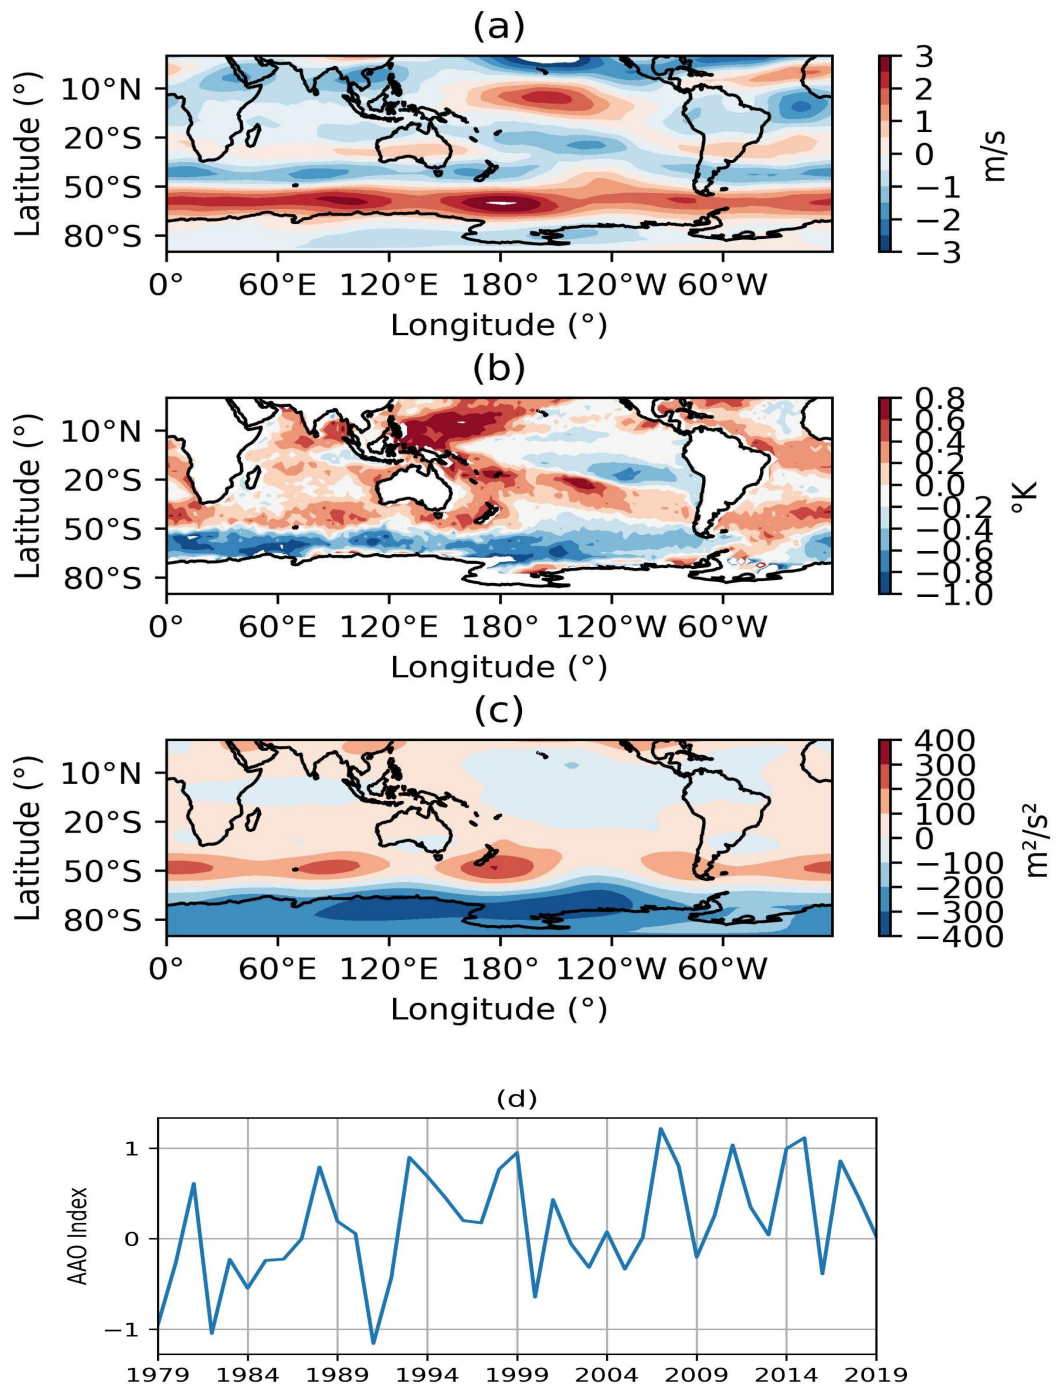 (a)
Latitude (°)
10°N
20°S
50°S
80°S
0° 60°E 120°E 180° 120°W 60°W
Longitude (°)
3
2
1
0
−1
−2
−3
m/s
(b)
Latitude (°)
10°N
20°S
50°S
80°S
0° 60°E 120°E 180° 120°W 60°W
Longitude (°)
0.8
0.6
0.4
0.2
0.0
−0.2
−0.4
−0.6
−0.8
−1.0
°K
(c)
Latitude (°)
10°N
20°S
50°S
80°S
0° 60°E 120°E 180° 120°W 60°W
Longitude (°)
400
300
200
100
0
−100
−200
−300
−400
m²/s²
(d)
AAO Index
1
0
−1
1979 1984 1989 1994 1999 2004 2009 2014 2019